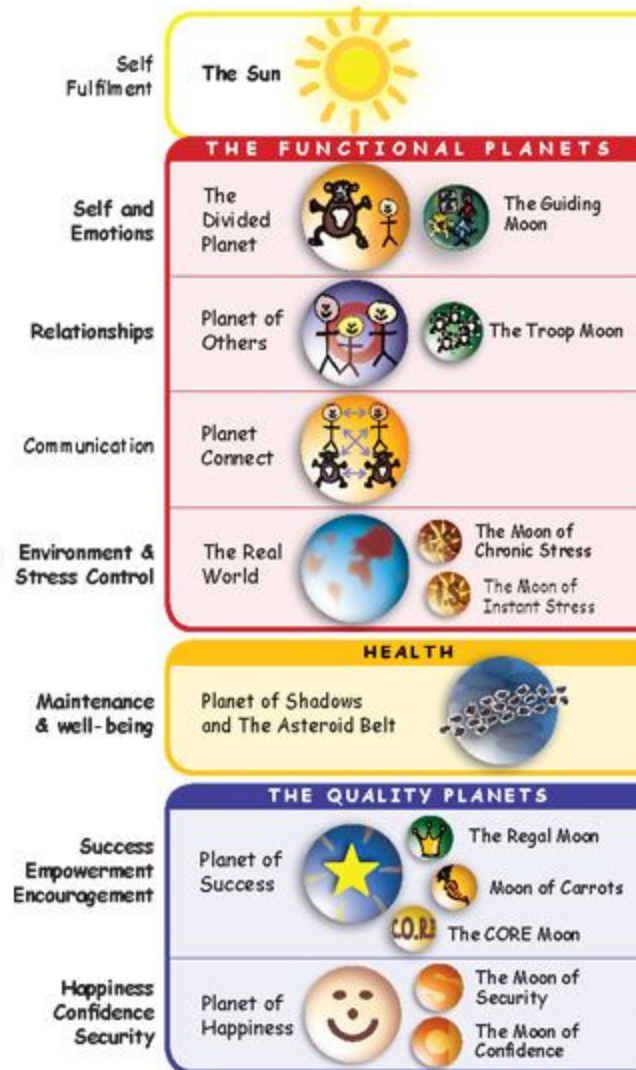 Self
Fulfilment
The Sun
THE FUNCTIONAL PLANETS
Self and
Emotions
The
Divided
Planet
The Guiding
Moon
Relationships
Planet of
Others
The Troop Moon
Communication
Planet
Connect
Environment &
Stress Control
The Real
World
The Moon of
Chronic Stress
The Moon of
Instant Stress
HEALTH
Maintenance
& well-being
Planet of Shadows
and The Asteroid Belt
THE QUALITY PLANETS
Success
Empowerment
Encouragement
Planet of
Success
The Regal Moon
Moon of Carrots
C.O.R.E
The CORE Moon
Happiness
Confidence
Security
Planet of
Happiness
S
The Moon of
Security
C
The Moon of
Confidence